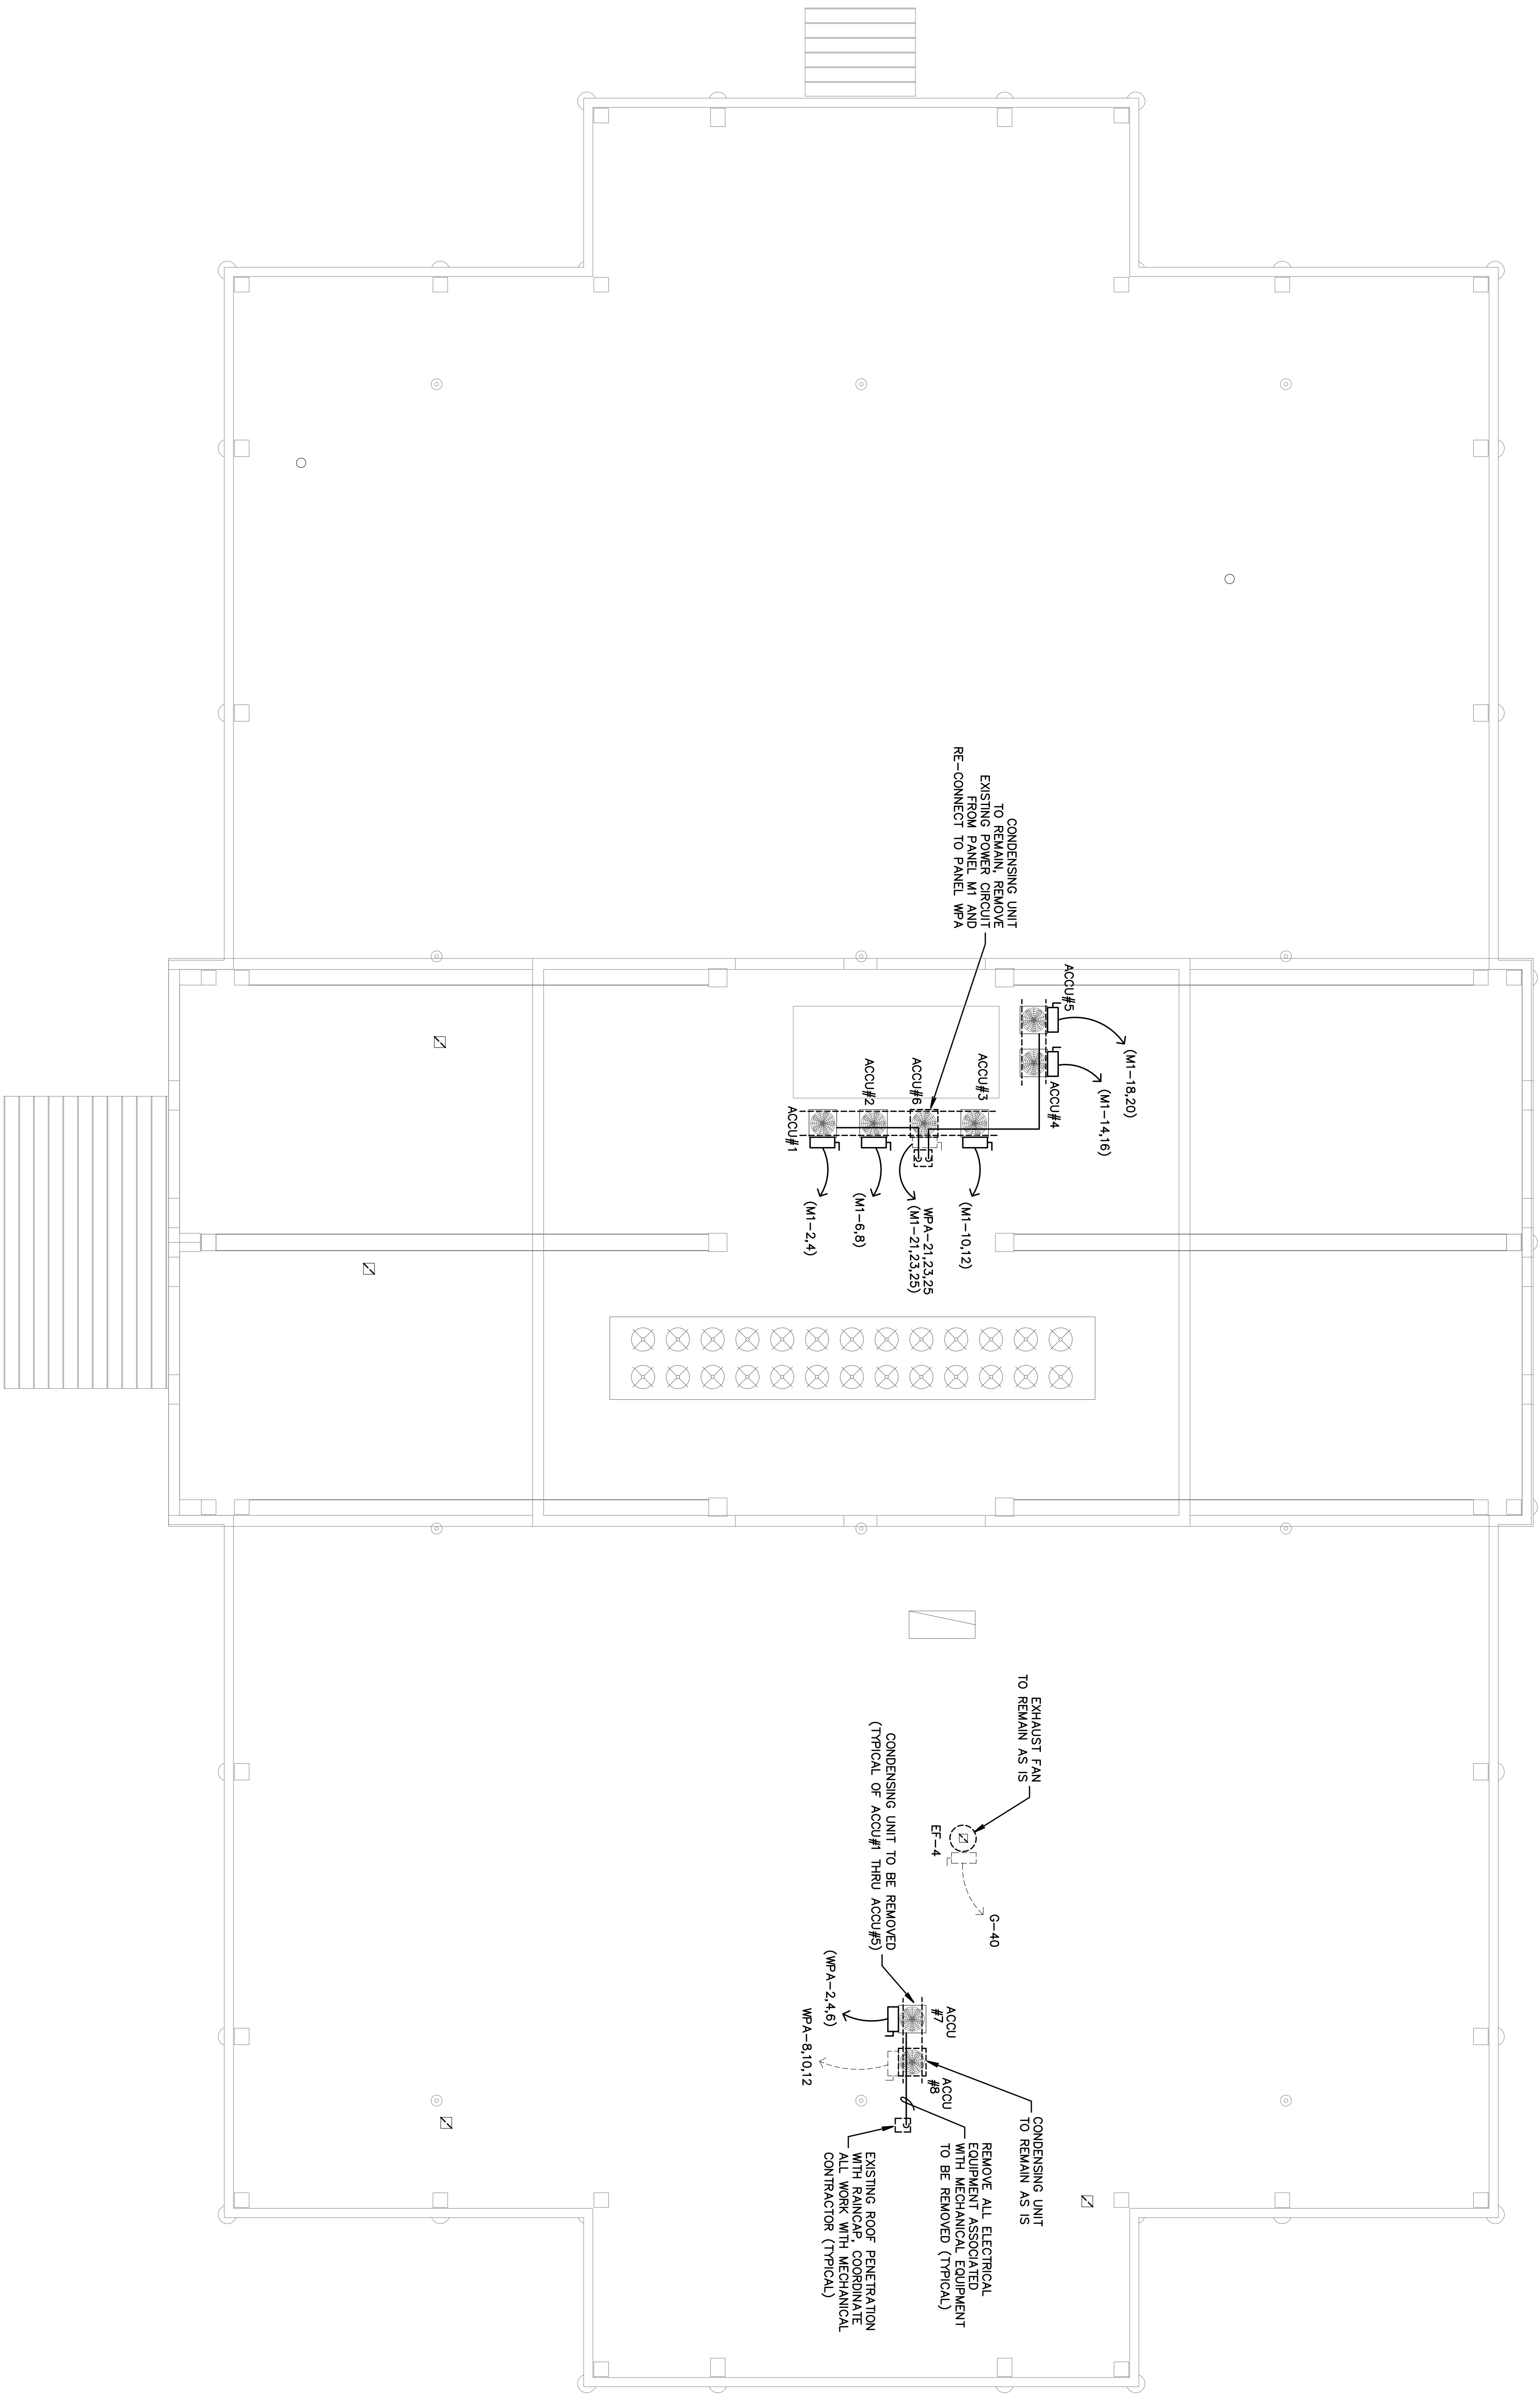 CONDENSING UNIT
TO REMAIN, REMOVE
EXISTING POWER CIRCUIT
FROM PANEL M1 AND
RE-CONNECT TO PANEL WPA
ACCU#5
(M1-18,20)
ACCU#4
(M1-14,16)
ACCU#3
(M1-10,12)
ACCU#6
WPA-21,23,25
(M1-21,23,25)
ACCU#2
(M1-6,8)
ACCU#1
(M1-2,4)
EXHAUST FAN
TO REMAIN AS IS
EF-4
G-40
CONDENSING UNIT TO BE REMOVED
(TYPICAL OF ACCU#1 THRU ACCU#5)
ACCU
#7
(WPA-2,4,6)
ACCU
#8
WPA-8,10,12
CONDENSING UNIT
TO REMAIN AS IS
REMOVE ALL ELECTRICAL
EQUIPMENT ASSOCIATED
WITH MECHANICAL EQUIPMENT
TO BE REMOVED (TYPICAL)
EXISTING ROOF PENETRATION
WITH RAINCAP, COORDINATE
ALL WORK WITH MECHANICAL
CONTRACTOR (TYPICAL)